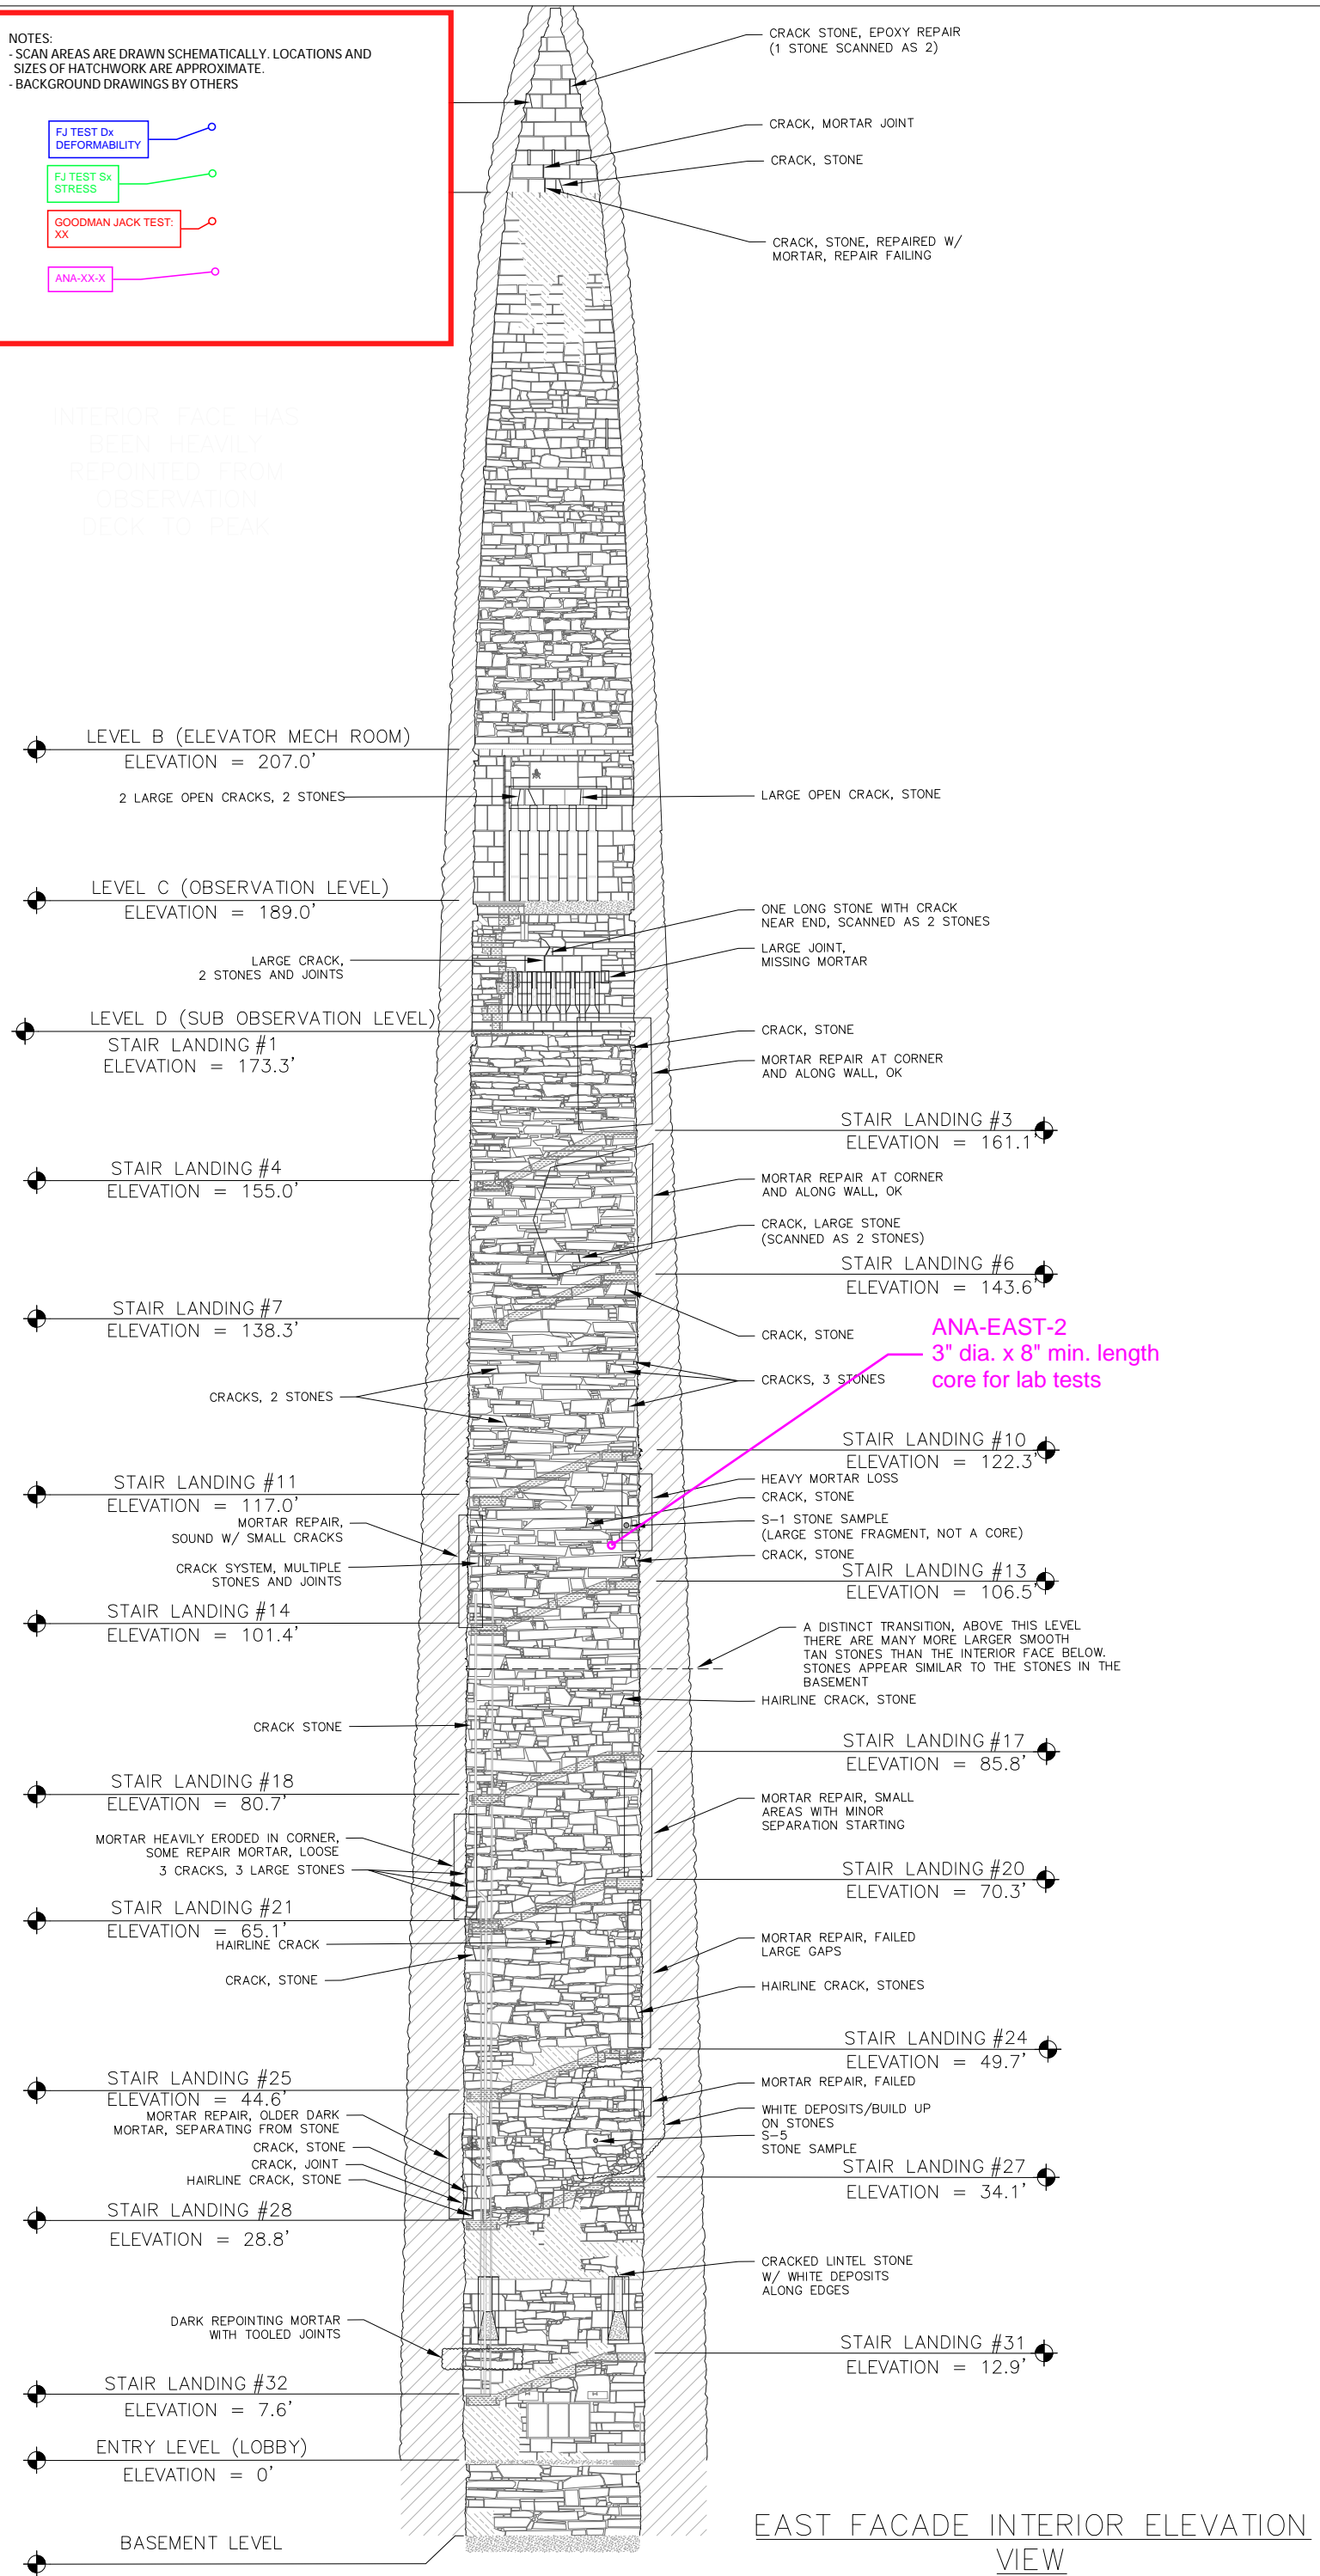 NOTES:
- SCAN AREAS ARE DRAWN SCHEMATICALLY. LOCATIONS AND
SIZES OF HATCHWORK ARE APPROXIMATE.
- BACKGROUND DRAWINGS BY OTHERS
FJ TEST Dx
DEFORMABILITY
FJ TEST Sx
STRESS
GOODMAN JACK TEST:
XX
ANA-XX-X
CRACK STONE, EPOXY REPAIR
(1 STONE SCANNED AS 2)
CRACK, MORTAR JOINT
CRACK, STONE
CRACK, STONE, REPAIRED W/
MORTAR, REPAIR FAILING
INTERIOR FACE HAS
BEEN HEAVILY
REPOINTED FROM
OBSERVATION
DECK TO PEAK
LEVEL B (ELEVATOR MECH ROOM)
ELEVATION = 207.0'
2 LARGE OPEN CRACKS, 2 STONES
LARGE OPEN CRACK, STONE
LEVEL C (OBSERVATION LEVEL)
ELEVATION = 189.0'
ONE LONG STONE WITH CRACK
NEAR END, SCANNED AS 2 STONES
LARGE JOINT,
MISSING MORTAR
LARGE CRACK,
2 STONES AND JOINTS
LEVEL D (SUB OBSERVATION LEVEL)
STAIR LANDING #1
ELEVATION = 173.3'
CRACK, STONE
MORTAR REPAIR AT CORNER
AND ALONG WALL, OK
STAIR LANDING #3
ELEVATION = 161.1'
STAIR LANDING #4
ELEVATION = 155.0'
MORTAR REPAIR AT CORNER
AND ALONG WALL, OK
CRACK, LARGE STONE
(SCANNED AS 2 STONES)
STAIR LANDING #6
ELEVATION = 143.6'
STAIR LANDING #7
ELEVATION = 138.3'
CRACK, STONE
ANA-EAST-2
3" dia. x 8" min. length
core for lab tests
CRACKS, 3 STONES
CRACKS, 2 STONES
STAIR LANDING #10
ELEVATION = 122.3'
STAIR LANDING #11
ELEVATION = 117.0'
HEAVY MORTAR LOSS
CRACK, STONE
S-1 STONE SAMPLE
(LARGE STONE FRAGMENT, NOT A CORE)
CRACK, STONE
MORTAR REPAIR,
SOUND W/ SMALL CRACKS
CRACK SYSTEM, MULTIPLE
STONES AND JOINTS
STAIR LANDING #13
ELEVATION = 106.5'
STAIR LANDING #14
ELEVATION = 101.4'
A DISTINCT TRANSITION, ABOVE THIS LEVEL
THERE ARE MANY MORE LARGER SMOOTH
TAN STONES THAN THE INTERIOR FACE BELOW.
STONES APPEAR SIMILAR TO THE STONES IN THE
BASEMENT
HAIRLINE CRACK, STONE
CRACK STONE
STAIR LANDING #17
ELEVATION = 85.8'
STAIR LANDING #18
ELEVATION = 80.7'
MORTAR REPAIR, SMALL
AREAS WITH MINOR
SEPARATION STARTING
MORTAR HEAVILY ERODED IN CORNER,
SOME REPAIR MORTAR, LOOSE
3 CRACKS, 3 LARGE STONES
STAIR LANDING #20
ELEVATION = 70.3'
STAIR LANDING #21
ELEVATION = 65.1'
HAIRLINE CRACK
CRACK, STONE
MORTAR REPAIR, FAILED
LARGE GAPS
HAIRLINE CRACK, STONES
STAIR LANDING #24
ELEVATION = 49.7'
STAIR LANDING #25
ELEVATION = 44.6'
MORTAR REPAIR, FAILED
WHITE DEPOSITS/BUILD UP
ON STONES
S-5
STONE SAMPLE
MORTAR REPAIR, OLDER DARK
MORTAR, SEPARATING FROM STONE
CRACK, STONE
CRACK, JOINT
HAIRLINE CRACK, STONE
STAIR LANDING #27
ELEVATION = 34.1'
STAIR LANDING #28
ELEVATION = 28.8'
CRACKED LINTEL STONE
W/ WHITE DEPOSITS
ALONG EDGES
DARK REPOINTING MORTAR
WITH TOOLED JOINTS
STAIR LANDING #31
ELEVATION = 12.9'
STAIR LANDING #32
ELEVATION = 7.6'
ENTRY LEVEL (LOBBY)
ELEVATION = 0'
BASEMENT LEVEL
EAST FACADE INTERIOR ELEVATION
VIEW